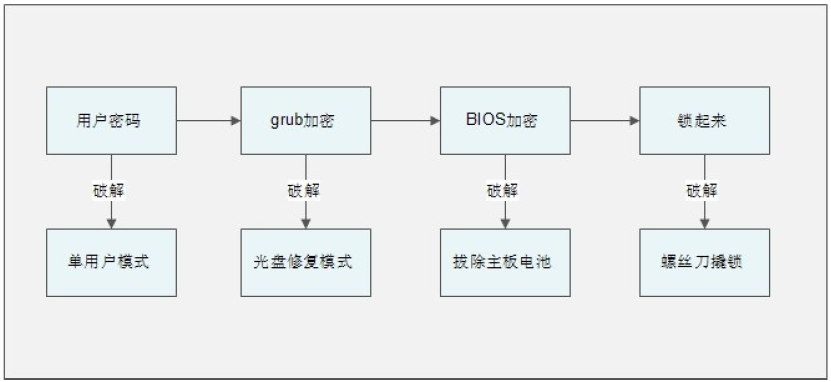 用户密码
grub加密
BIOS加密
锁起来
破解
破解
破解
破解
单用户模式
光盘修复模式
拔除主板电池
螺丝刀撬锁